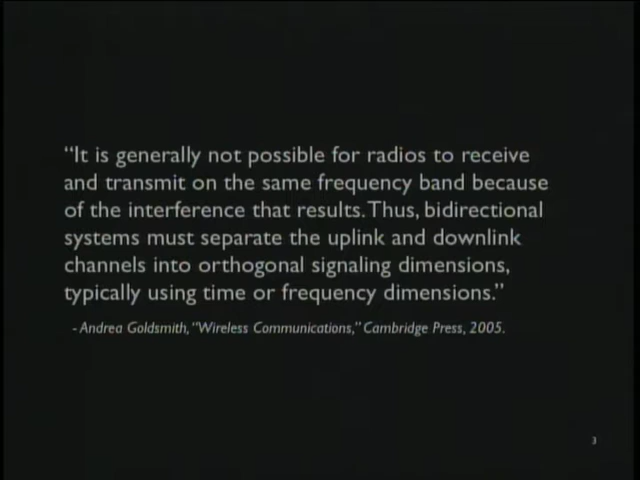 “It is generally not possible for radios to receive
and transmit on the same frequency band because
of the interference that results. Thus, bidirectional
systems must separate the uplink and downlink
channels into orthogonal signaling dimensions,
typically using time or frequency dimensions.”
- Andrea Goldsmith, “Wireless Communications,” Cambridge Press, 2005.
3